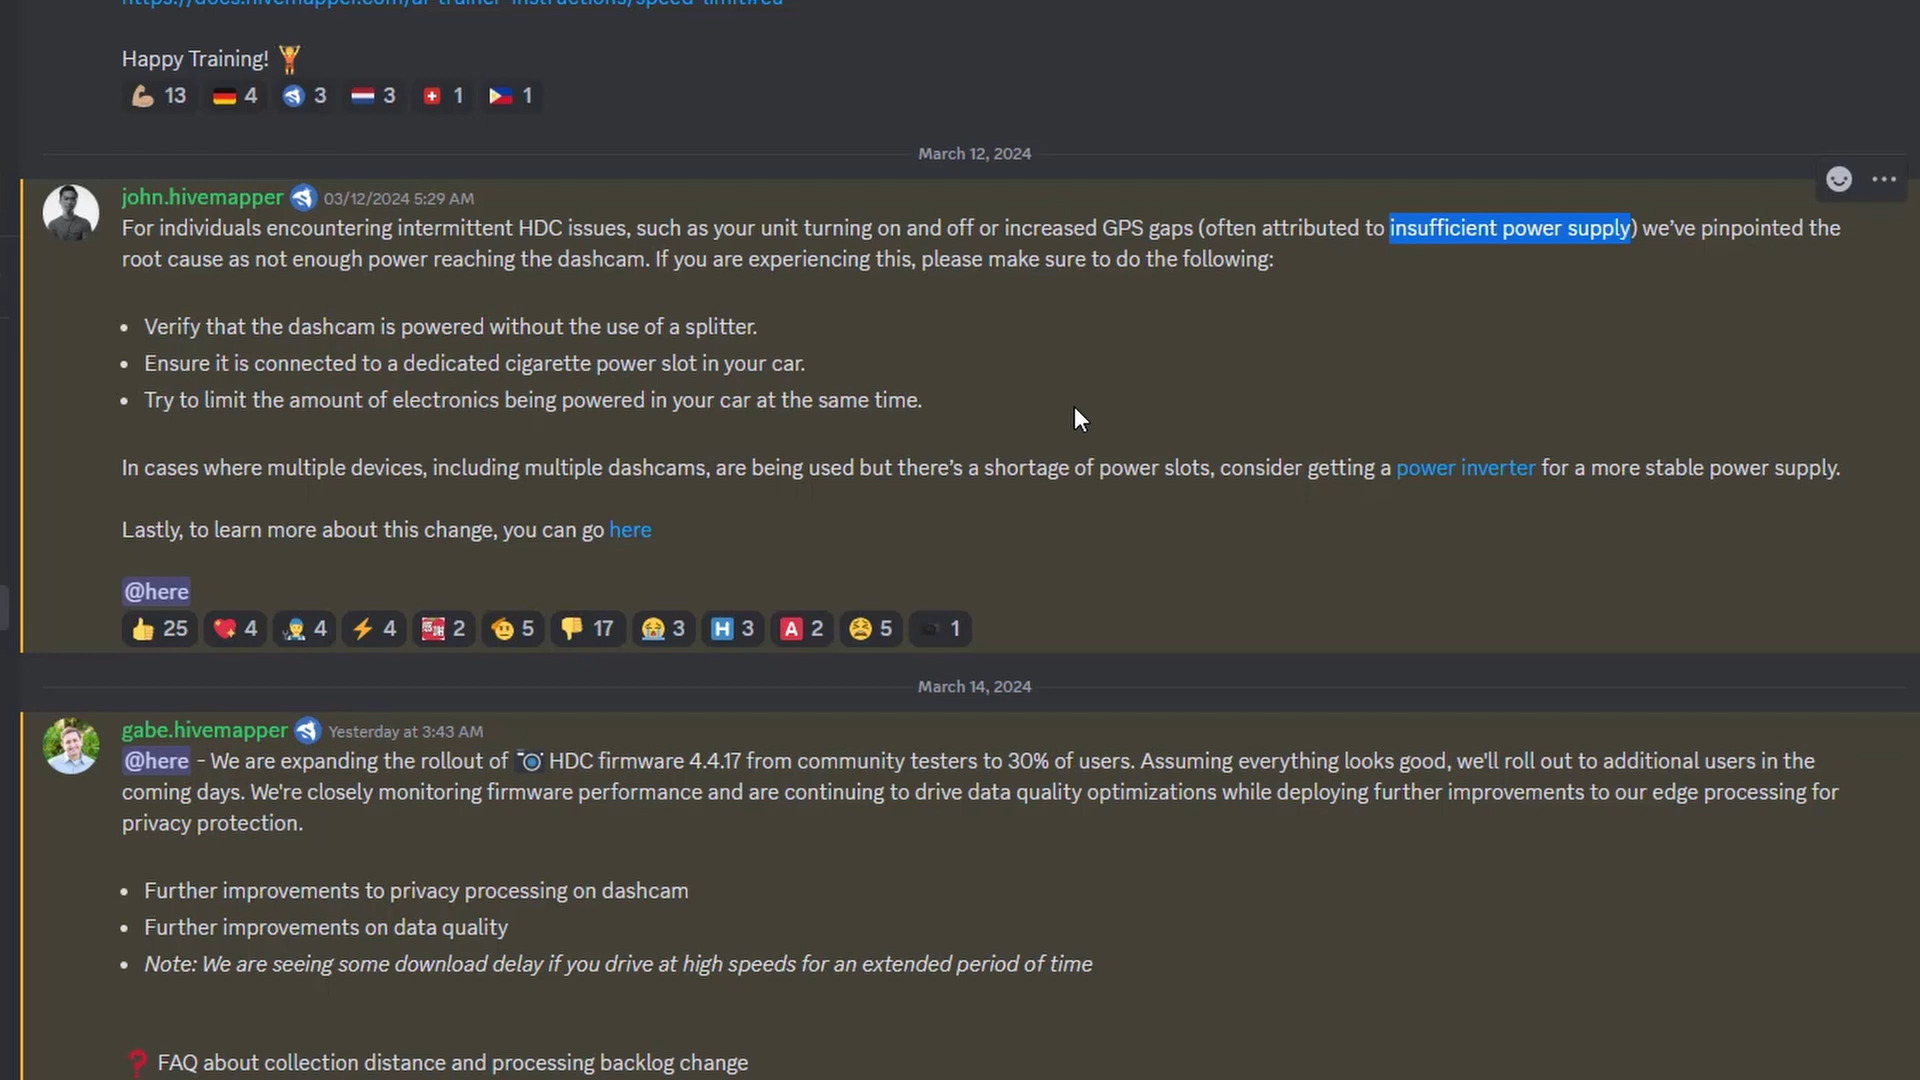 https://docs.hivemapper.com/ai-trainer-instructions/speed-limit#eu
Happy Training!
13 4 3 3 1 1
March 12, 2024
john.hivemapper 03/12/2024 5:29 AM
For individuals encountering intermittent HDC issues, such as your unit turning on and off or increased GPS gaps (often attributed to insufficient power supply) we’ve pinpointed the
root cause as not enough power reaching the dashcam. If you are experiencing this, please make sure to do the following:
• Verify that the dashcam is powered without the use of a splitter.
• Ensure it is connected to a dedicated cigarette power slot in your car.
• Try to limit the amount of electronics being powered in your car at the same time.
In cases where multiple devices, including multiple dashcams, are being used but there’s a shortage of power slots, consider getting a power inverter for a more stable power supply.
Lastly, to learn more about this change, you can go here
@here
25 4 4 4 2 5 17 3 H 3 A 2 5 1
March 14, 2024
gabe.hivemapper Yesterday at 3:43 AM
@here - We are expanding the rollout of HDC firmware 4.4.17 from community testers to 30% of users. Assuming everything looks good, we'll roll out to additional users in the
coming days. We're closely monitoring firmware performance and are continuing to drive data quality optimizations while deploying further improvements to our edge processing for
privacy protection.
• Further improvements to privacy processing on dashcam
• Further improvements on data quality
• Note: We are seeing some download delay if you drive at high speeds for an extended period of time
❓ FAQ about collection distance and processing backlog change